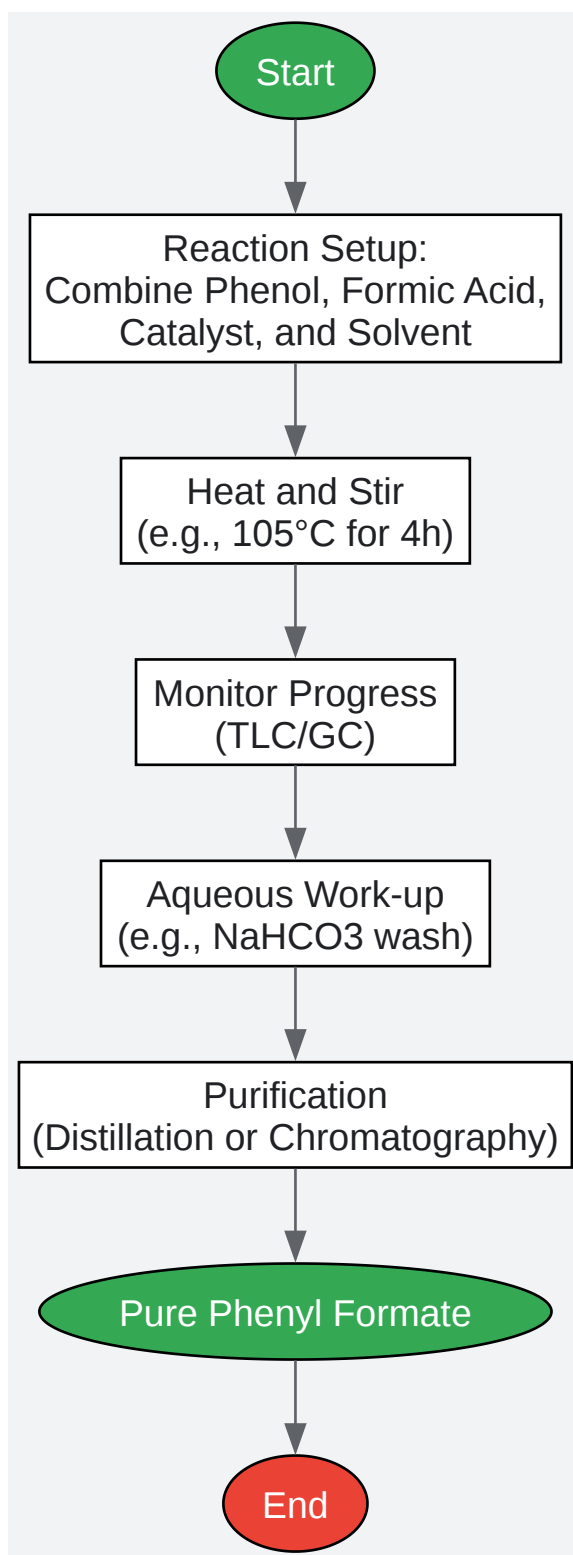 Start
Reaction Setup:
Combine Phenol, Formic Acid,
Catalyst, and Solvent
Heat and Stir
(e.g., 105°C for 4h)
Monitor Progress
(TLC/GC)
Aqueous Work-up
(e.g., NaHCO3 wash)
Purification
(Distillation or Chromatography)
Pure Phenyl Formate
End